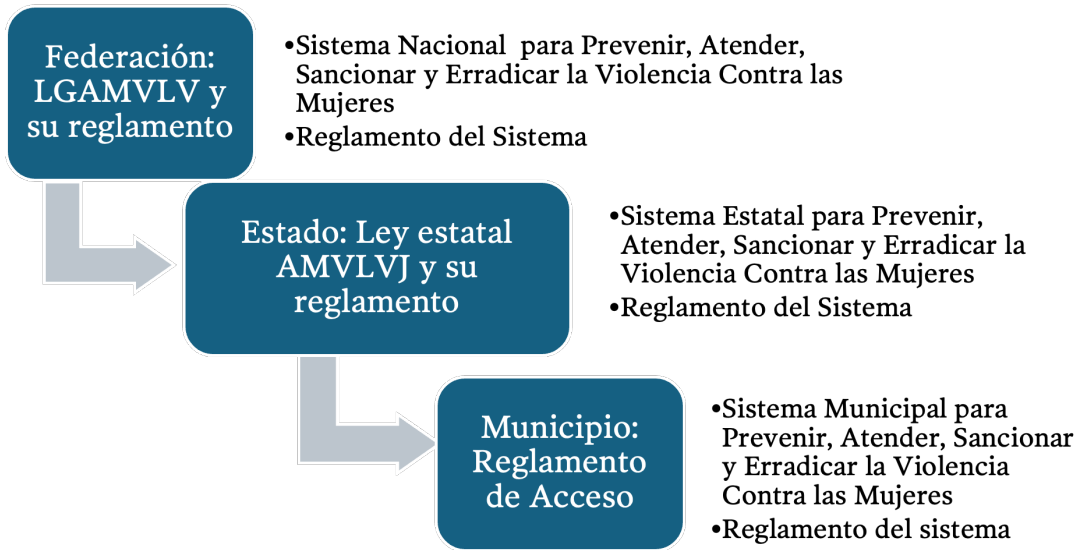 Federación:
LGAMVLV y
su reglamento
•Sistema Nacional  para Prevenir, Atender,
Sancionar y Erradicar la Violencia Contra las
Mujeres
•Reglamento del Sistema
Estado: Ley estatal
AMVLVJ y su
reglamento
•Sistema Estatal para Prevenir,
Atender, Sancionar y Erradicar la
Violencia Contra las Mujeres
•Reglamento del Sistema
Municipio:
Reglamento
de Acceso
•Sistema Municipal para
Prevenir, Atender, Sancionar
y Erradicar la Violencia
Contra las Mujeres
•Reglamento del sistema